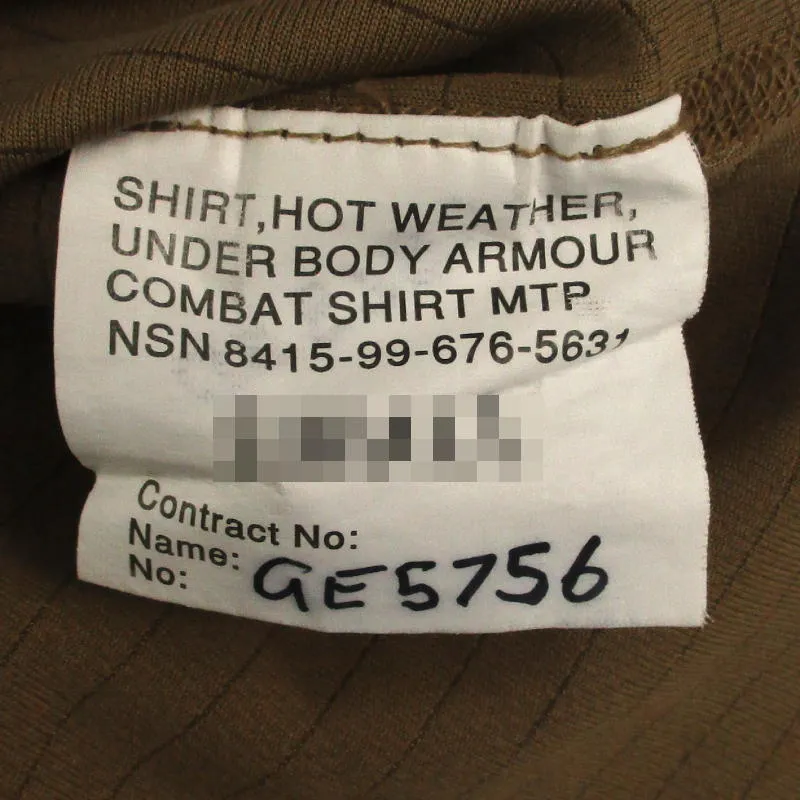 SHIRT,HOT WEATHER,
UNDER BODY ARMOUR
COMBAT SHIRT MTP
NSN 8415-99-676-5631
Contract No:
Name:
No: GE5756